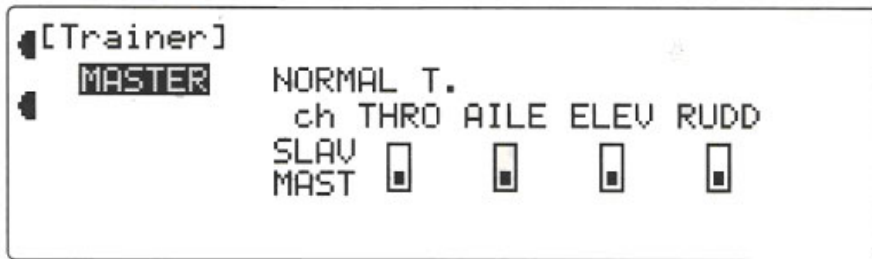 [Trainer]
MASTER NORMAL T.
ch THRO AILE ELEV RUDD
SLAV
MAST